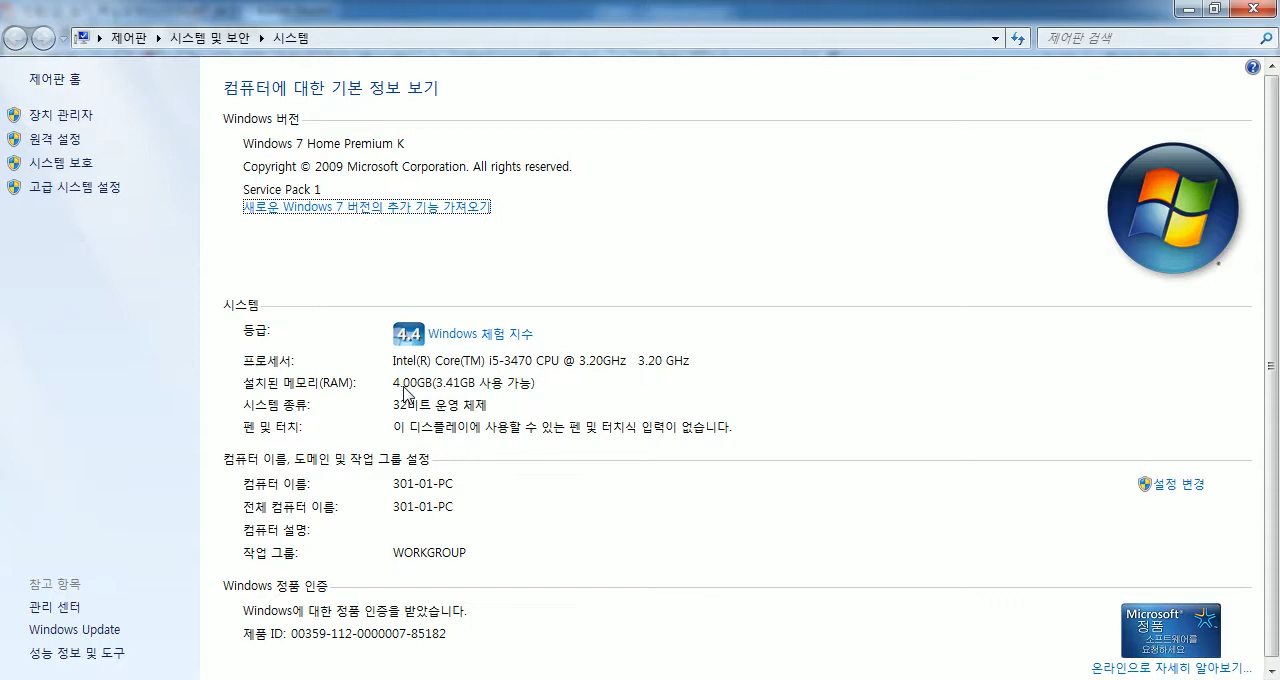 제어판 ▸ 시스템 및 보안 ▸ 시스템
제어판 검색
제어판 홈
장치 관리자
원격 설정
시스템 보호
고급 시스템 설정
컴퓨터에 대한 기본 정보 보기
Windows 버전
Windows 7 Home Premium K
Copyright © 2009 Microsoft Corporation. All rights reserved.
Service Pack 1
새로운 Windows 7 버전의 추가 기능 가져오기
시스템
등급:
4.4 Windows 체험 지수
프로세서: Intel(R) Core(TM) i5-3470 CPU @ 3.20GHz 3.20 GHz
설치된 메모리(RAM): 4.00GB(3.41GB 사용 가능)
시스템 종류: 32비트 운영 체제
펜 및 터치: 이 디스플레이에 사용할 수 있는 펜 및 터치식 입력이 없습니다.
컴퓨터 이름, 도메인 및 작업 그룹 설정
컴퓨터 이름: 301-01-PC
설정 변경
전체 컴퓨터 이름: 301-01-PC
컴퓨터 설명:
작업 그룹: WORKGROUP
Windows 정품 인증
Windows에 대한 정품 인증을 받았습니다.
제품 ID: 00359-112-0000007-85182
Microsoft®
정품
소프트웨어를
요청하세요
온라인으로 자세히 알아보기...
참고 항목
관리 센터
Windows Update
성능 정보 및 도구